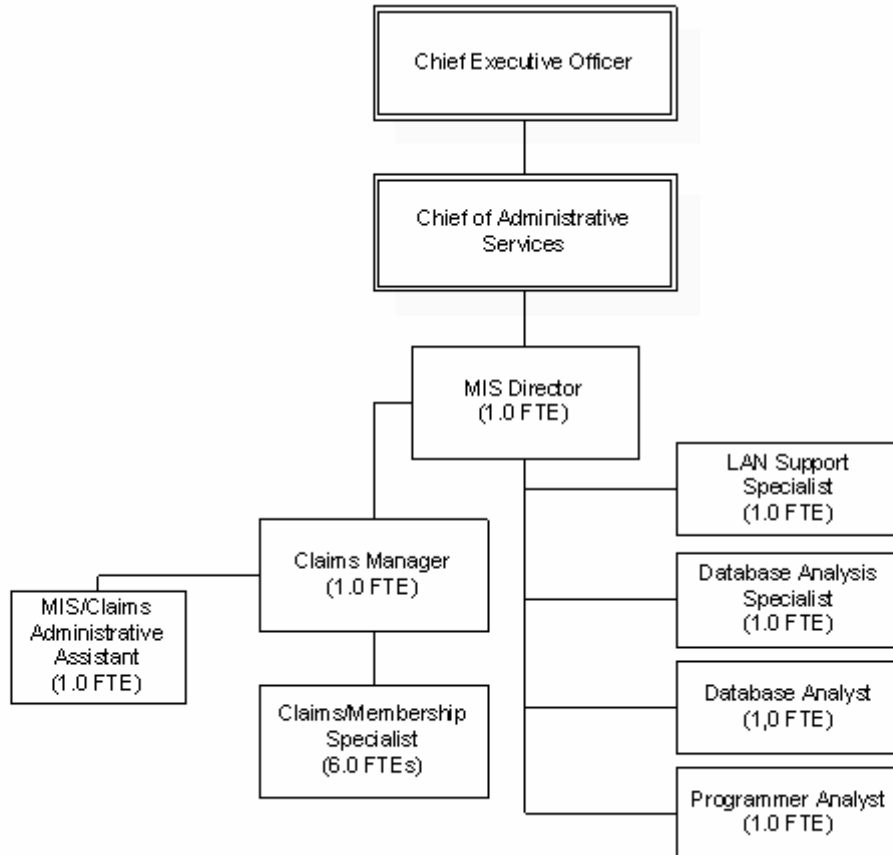 Chief Executive Officer
Chief of Administrative
Services
MIS Director
(1.0 FTE)
LAN Support
Specialist
(1.0 FTE)
Claims Manager
(1.0 FTE)
Database Analysis
Specialist
(1.0 FTE)
MIS/Claims
Administrative
Assistant
(1.0 FTE)
Database Analyst
(1,0 FTE)
Claims/Membership
Specialist
(6.0 FTEs)
Programmer Analyst
(1.0 FTE)